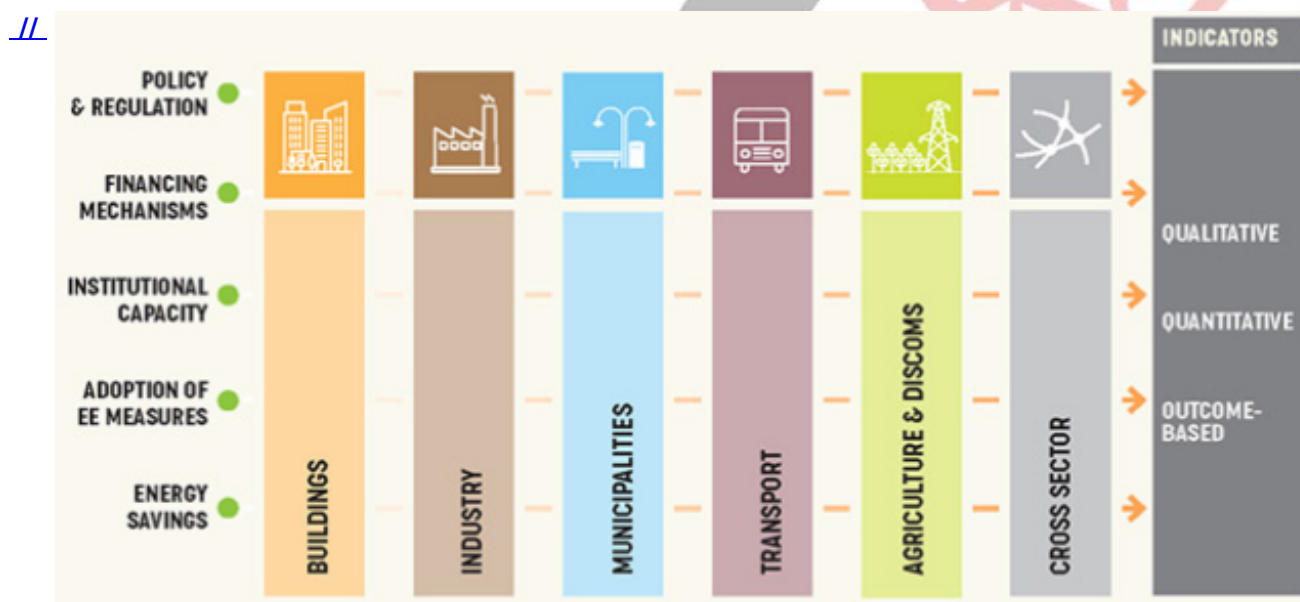 //
INDICATORS
POLICY
& REGULATION
FINANCING
MECHANISMS
INSTITUTIONAL
CAPACITY
ADOPTION OF
EE MEASURES
ENERGY
SAVINGS
BUILDINGS
INDUSTRY
MUNICIPALITIES
TRANSPORT
AGRICULTURE & DISCOMS
CROSS SECTOR
QUALITATIVE
QUANTITATIVE
OUTCOME-
BASED